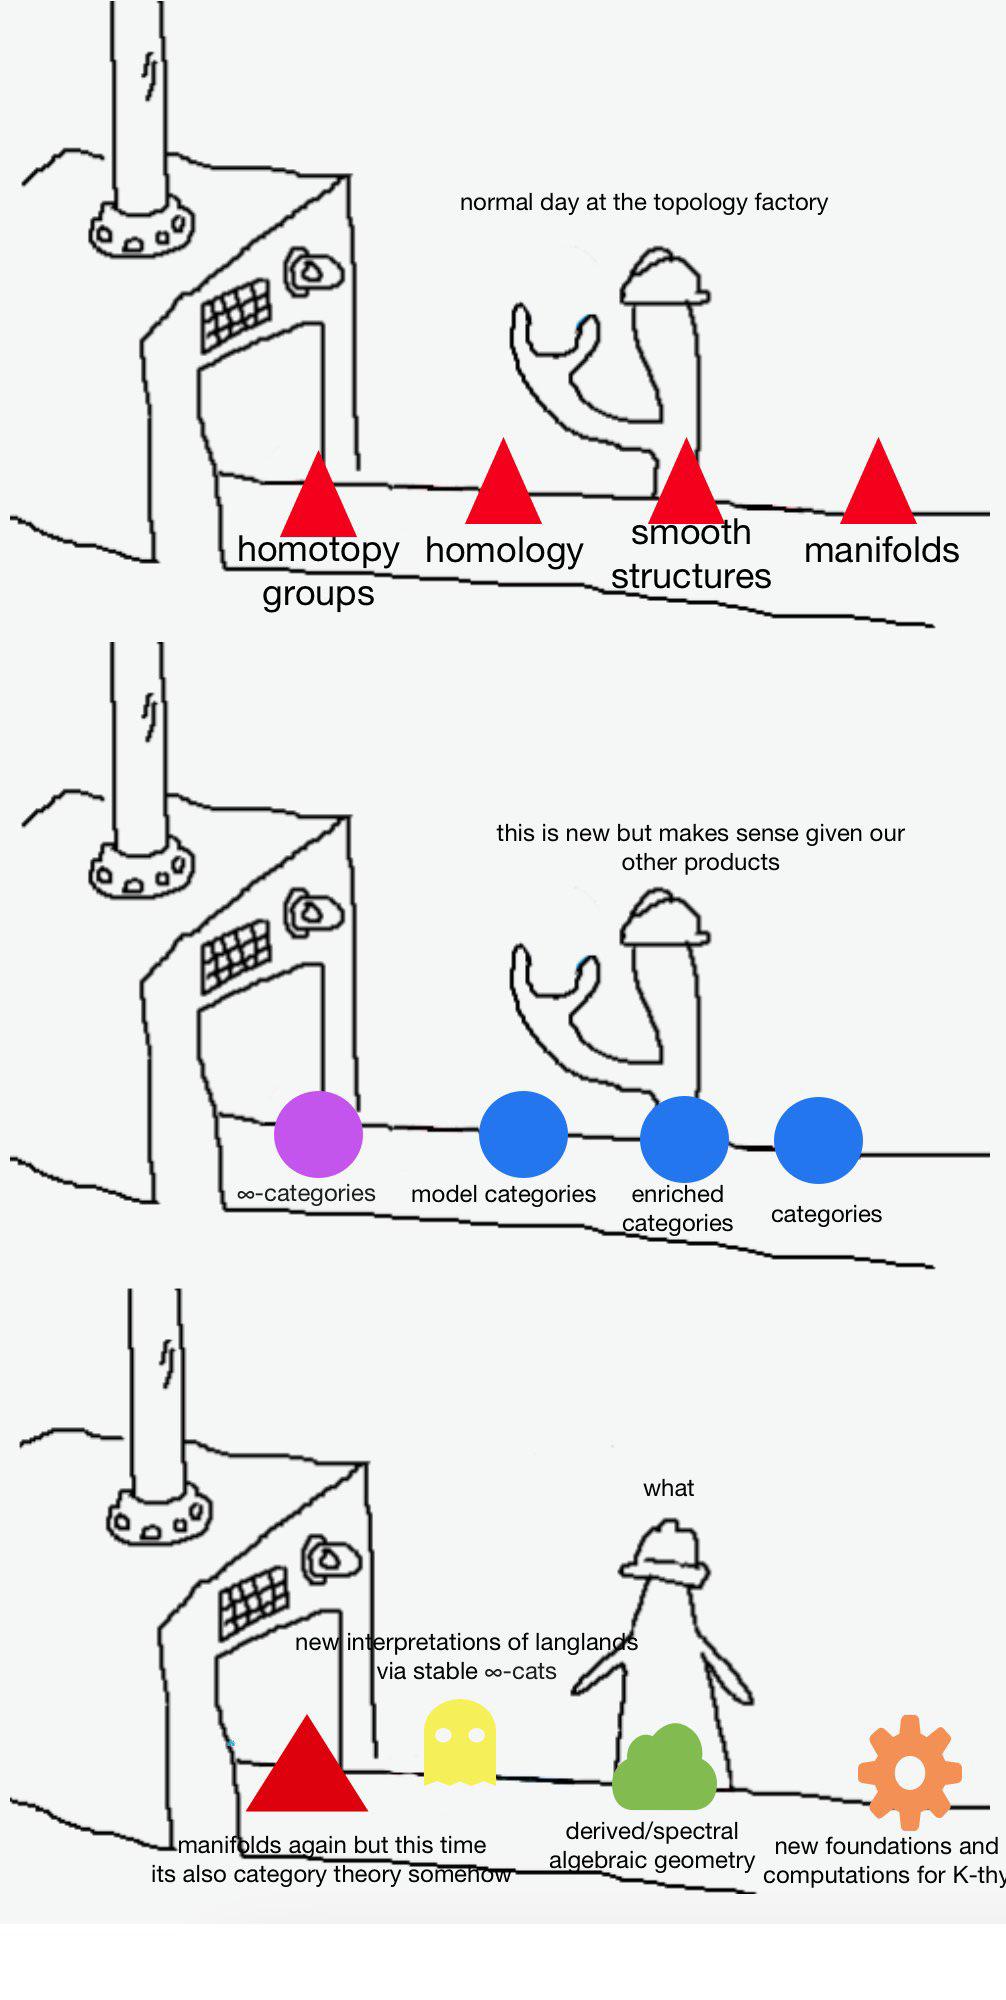 normal day at the topology factory
homotopy
groups
homology
smooth
structures
manifolds
this is new but makes sense given our
other products
∞-categories
model categories
enriched
categories
categories
what
new interpretations of langlands
via stable ∞-cats
manifolds again but this time
its also category theory somehow
derived/spectral
algebraic geometry
new foundations and
computations for K-thy